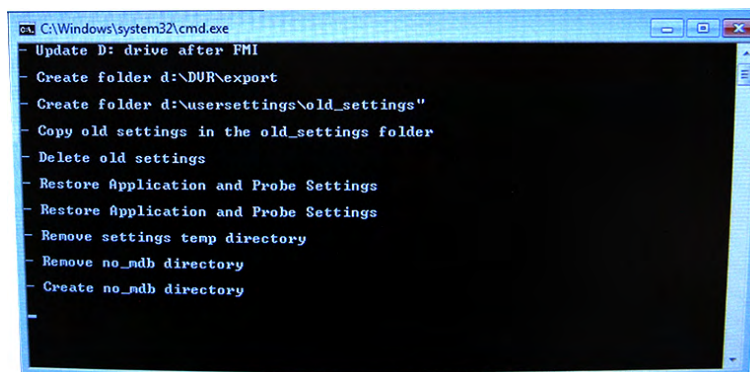 C:\Windows\system32\cmd.exe
- Update D: drive after FMI
- Create folder d:\DVR\export
- Create folder d:\usersettings\old_settings"
- Copy old settings in the old_settings folder
- Delete old settings
- Restore Application and Probe Settings
- Restore Application and Probe Settings
- Remove settings temp directory
- Remove no_mdb directory
- Create no_mdb directory